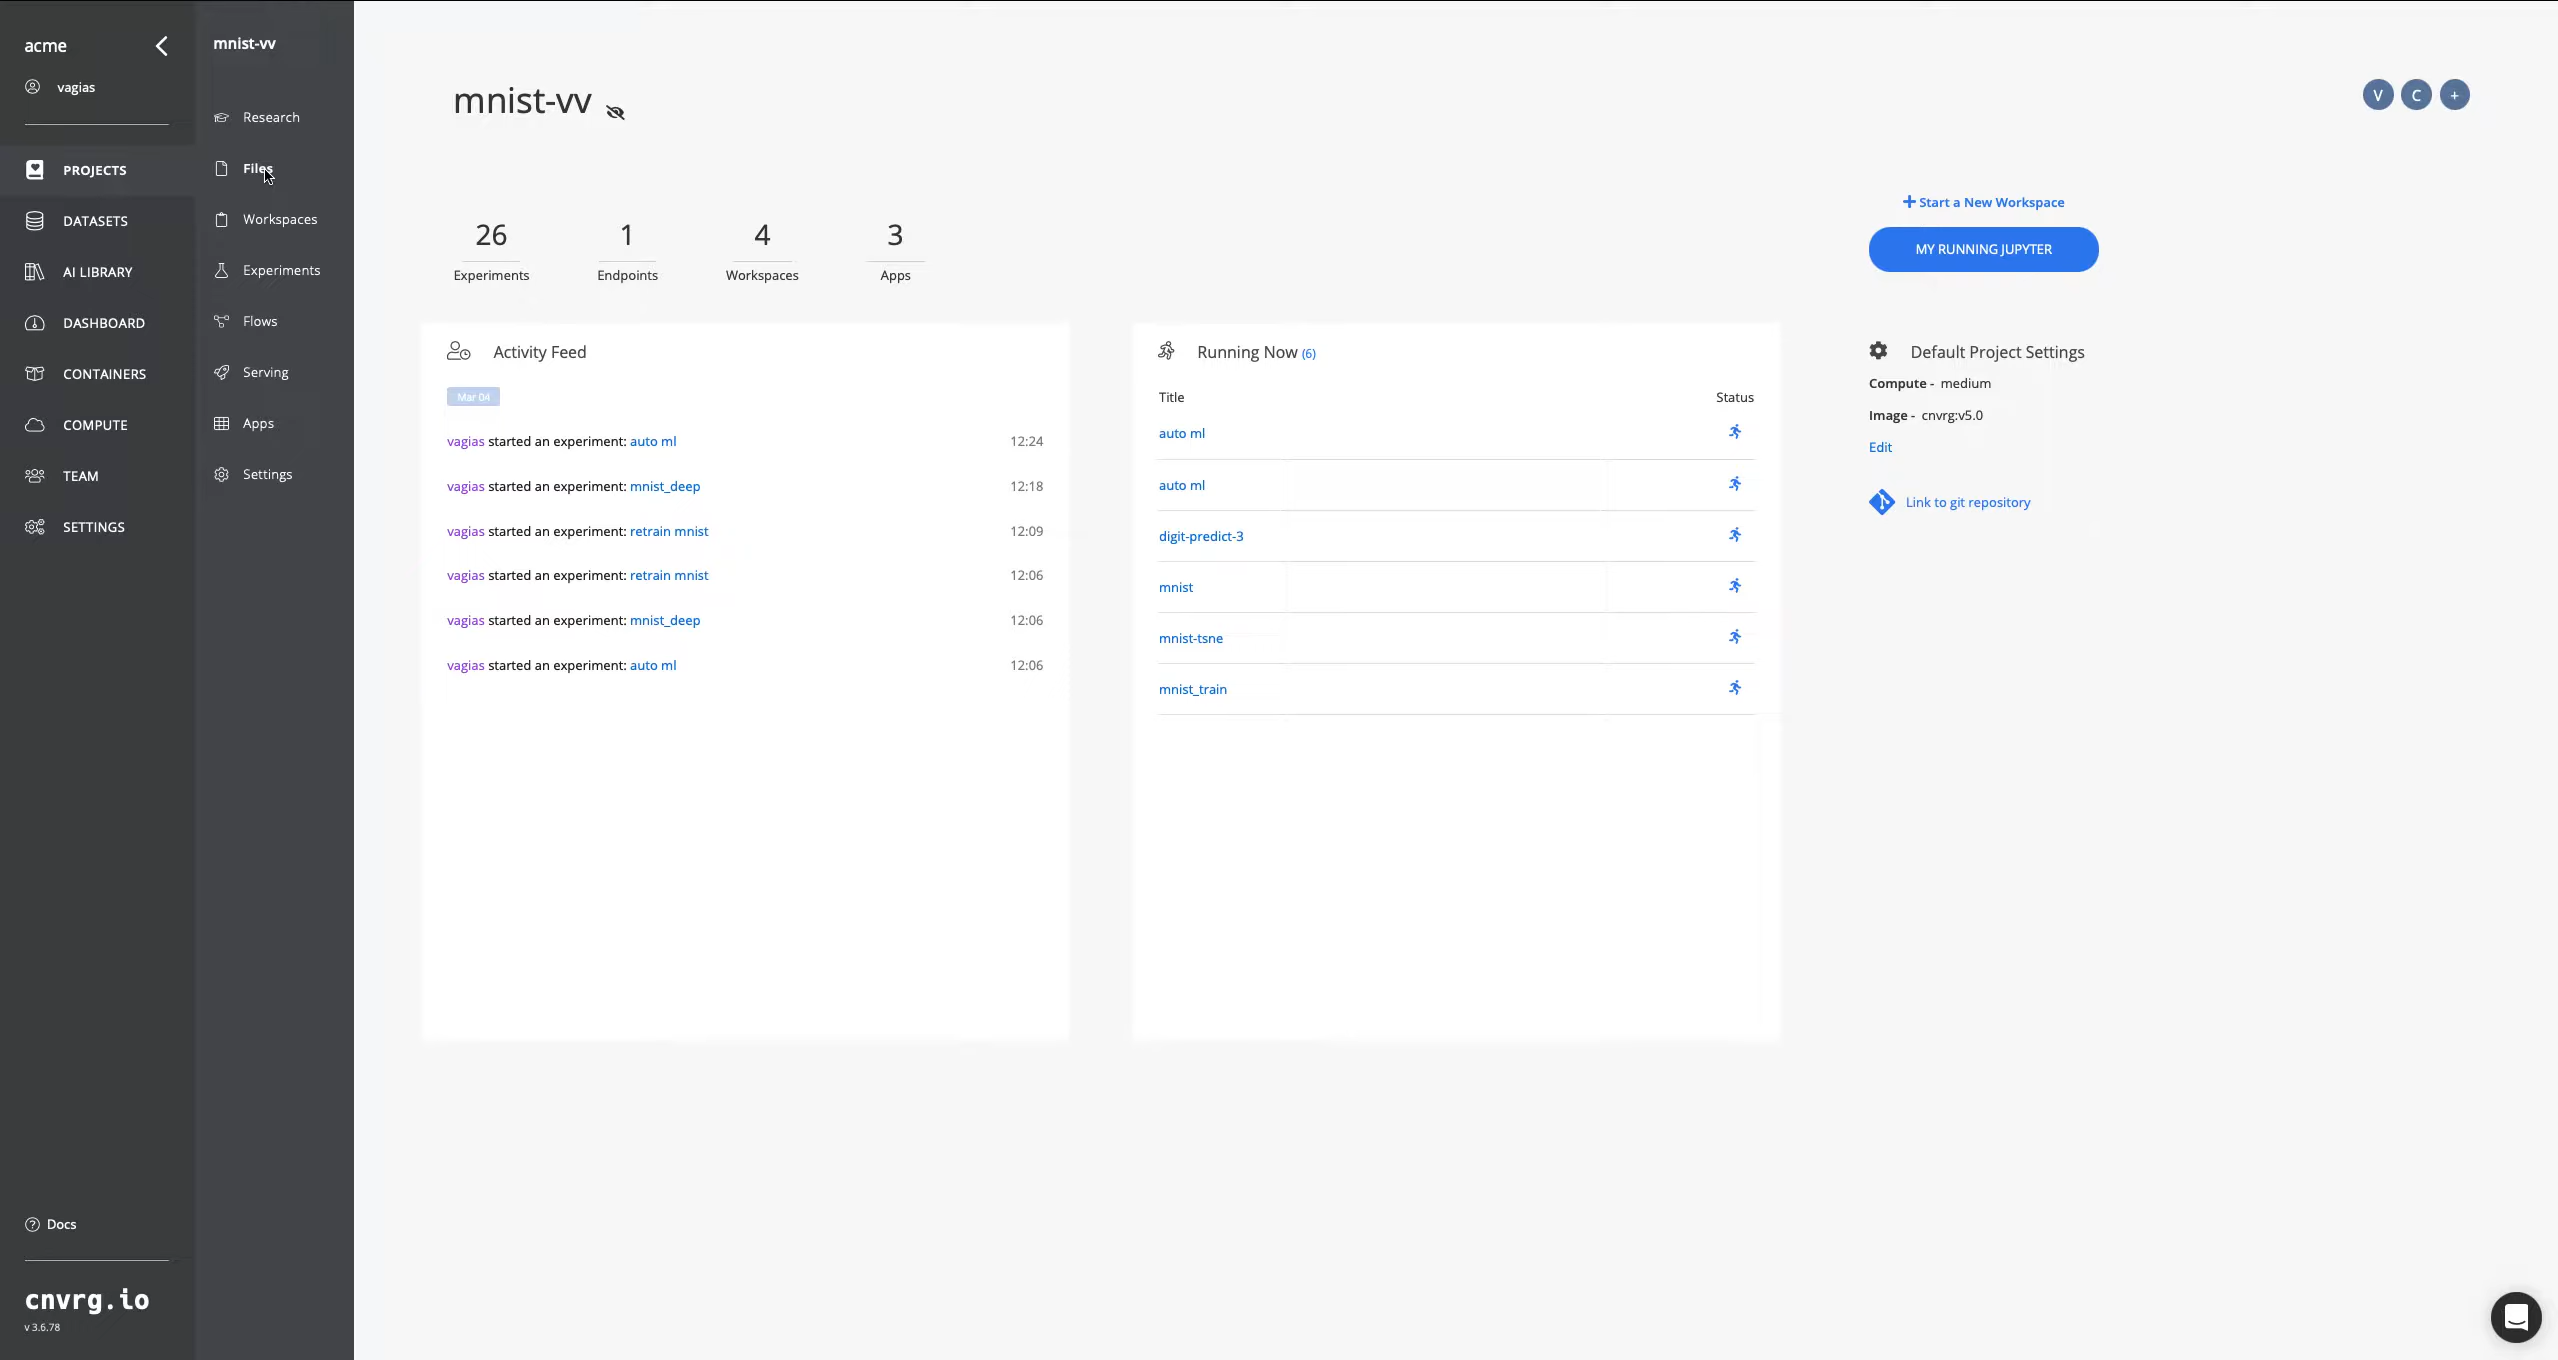 acme
vagias
PROJECTS
DATASETS
AI LIBRARY
DASHBOARD
CONTAINERS
COMPUTE
TEAM
SETTINGS
Docs
cnvrg.io
v 3.6.78
mnist-vv
Research
Files
Workspaces
Experiments
Flows
Serving
Apps
Settings
mnist-vv
V C +
26 1 4 3
Experiments Endpoints Workspaces Apps
Activity Feed
Mar 04
vagias started an experiment: auto ml 12:24
vagias started an experiment: mnist_deep 12:18
vagias started an experiment: retrain mnist 12:09
vagias started an experiment: retrain mnist 12:06
vagias started an experiment: mnist_deep 12:06
vagias started an experiment: auto ml 12:06
Running Now (6)
Title Status
auto ml
auto ml
digit-predict-3
mnist
mnist-tsne
mnist_train
+ Start a New Workspace
MY RUNNING JUPYTER
Default Project Settings
Compute - medium
Image - cnvrg:v5.0
Edit
Link to git repository